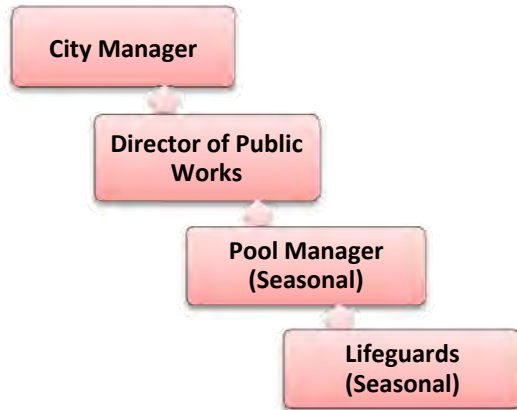 City Manager
Director of Public
Works
Pool Manager
(Seasonal)
Lifeguards
(Seasonal)